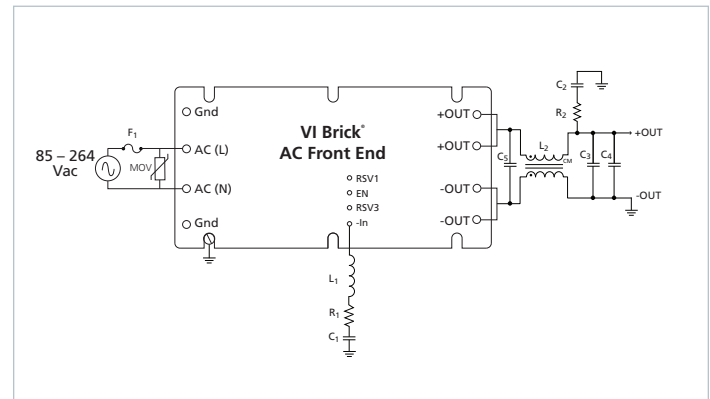 C2
R2
Gnd
+OUT
F1
VI Brick®
AC Front End
+OUT
L2
+OUT
AC (L)
85 – 264
Vac
MOV
C5
CM
C3
C4
RSV1
EN
AC (N)
-OUT
RSV3
-OUT
Gnd
-In
-OUT
L1
R1
C1